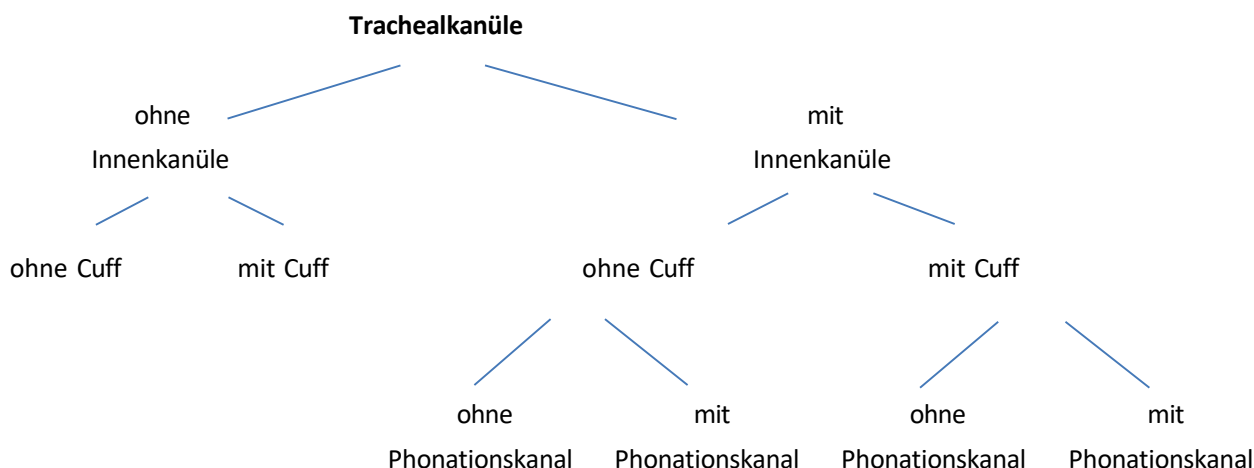 Trachealkanüle
ohne
Innenkanüle
mit
Innenkanüle
ohne Cuff
mit Cuff
ohne Cuff
mit Cuff
ohne
Phonationskanal
mit
Phonationskanal
ohne
Phonationskanal
mit
Phonationskanal